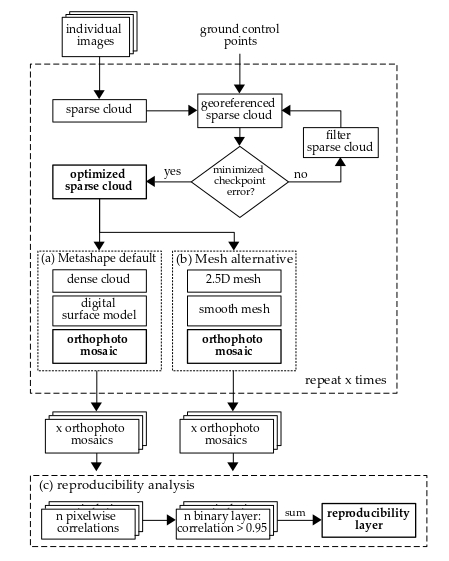 individual
images
ground control
points
sparse cloud
georeferenced
sparse cloud
filter
sparse cloud
optimized
sparse cloud
yes
minimized
checkpoint
error?
no
(a) Metashape default
dense cloud
digital
surface model
orthophoto
mosaic
(b) Mesh alternative
2.5D mesh
smooth mesh
orthophoto
mosaic
repeat x times
x orthophoto
mosaics
x orthophoto
mosaics
(c) reproducibility analysis
n pixelwise
correlations
n binary layer:
correlation > 0.95
sum
reproducibility
layer